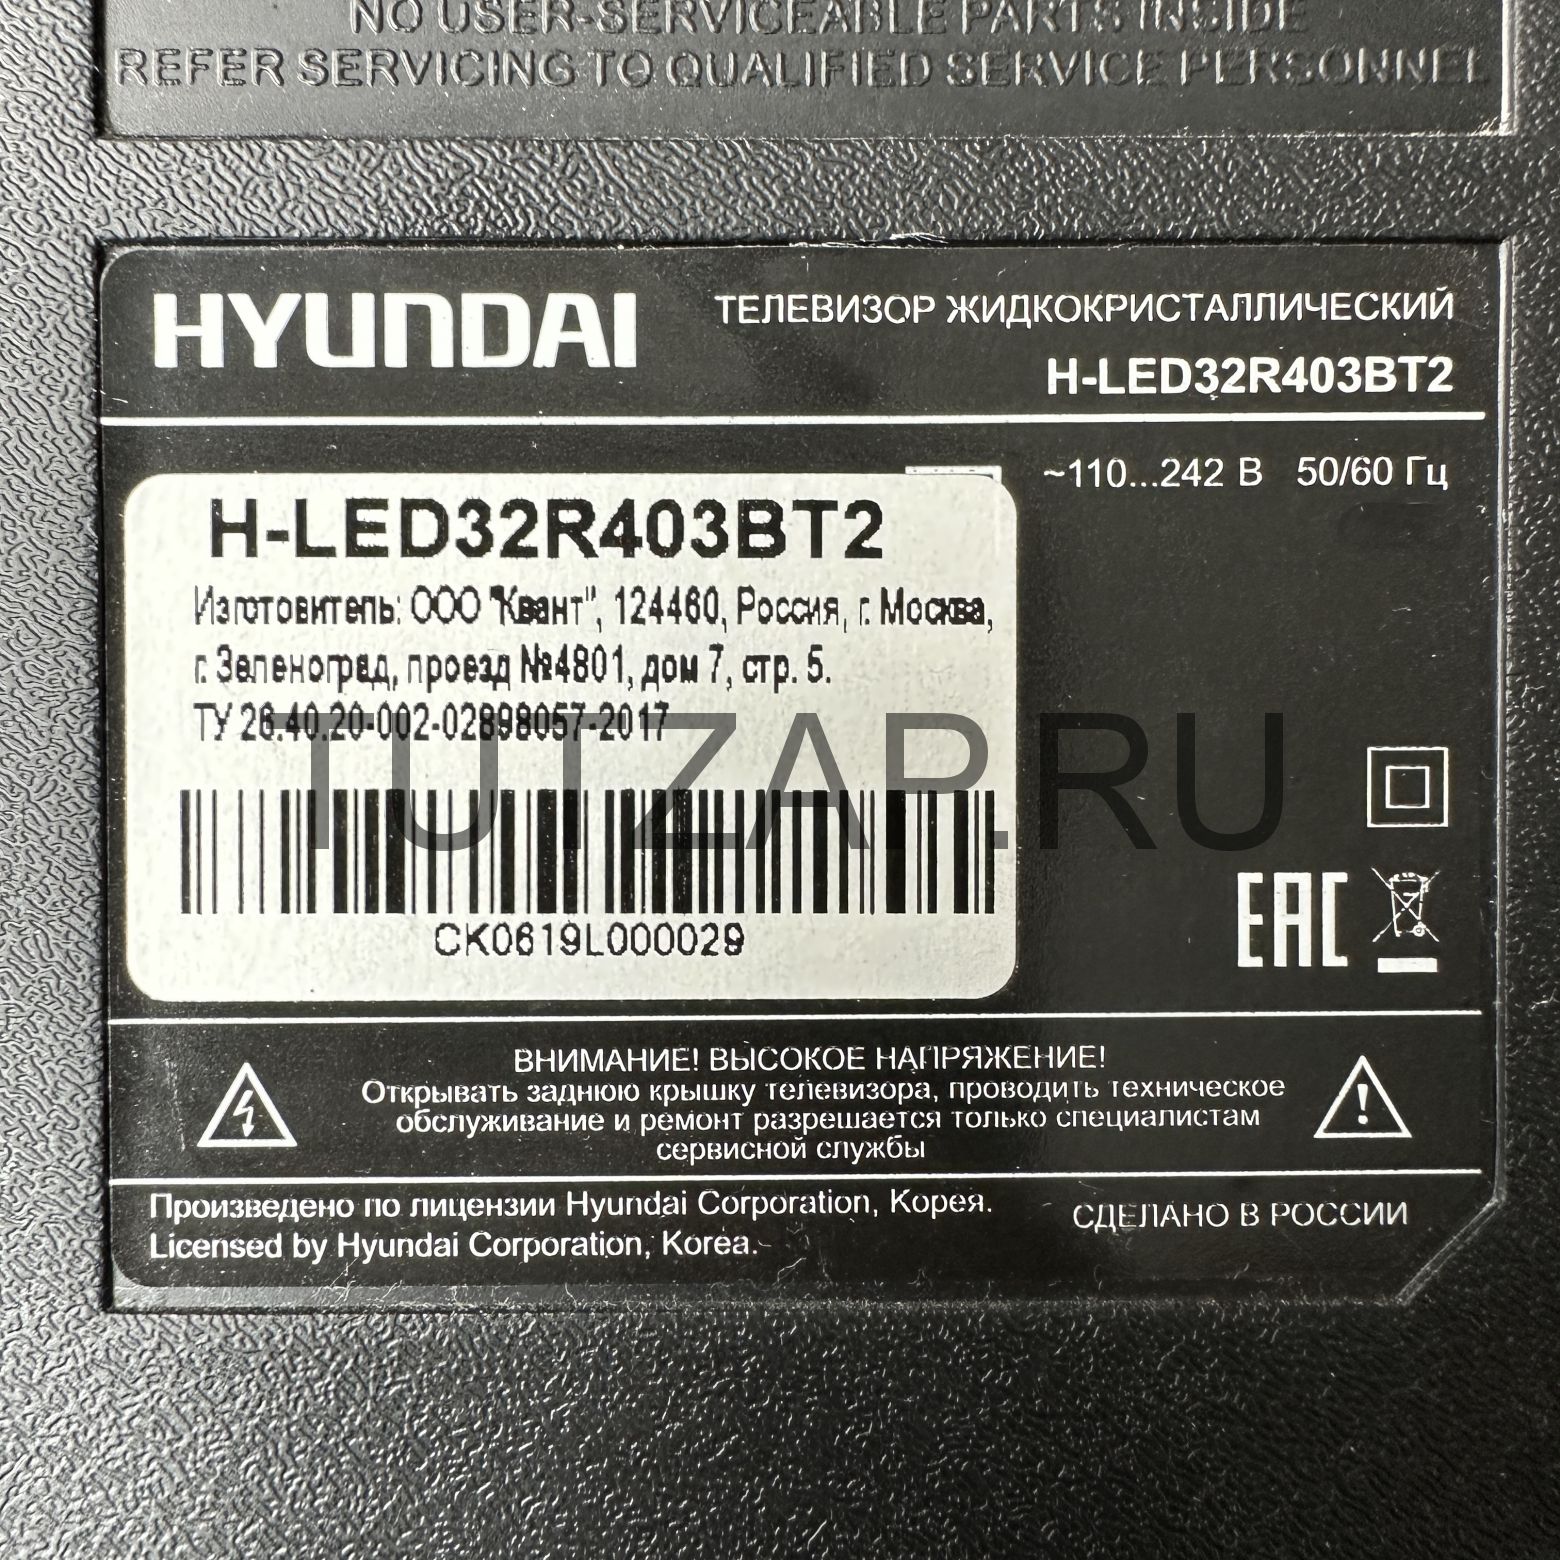 NO USER-SERVICEABLE PARTS INSIDE
REFER SERVICING TO QUALIFIED SERVICE PERSONNEL
HYUNDAI
ТЕЛЕВИЗОР ЖИДКОКРИСТАЛЛИЧЕСКИЙ
H-LED32R403BT2
~110...242 В 50/60 Гц
H-LED32R403BT2
Изготовитель: ООО "Квант", 124460, Россия, г. Москва,
г. Зеленоград, проезд №4801, дом 7, стр. 5.
ТУ 26.40.20-002-02898057-2017
TUTZAP.RU
CK0619L000029
EAC
ВНИМАНИЕ! ВЫСОКОЕ НАПРЯЖЕНИЕ!
Открывать заднюю крышку телевизора, проводить техническое
обслуживание и ремонт разрешается только специалистам
сервисной службы
Произведено по лицензии Hyundai Corporation, Корея.
Licensed by Hyundai Corporation, Korea.
СДЕЛАНО В РОССИИ